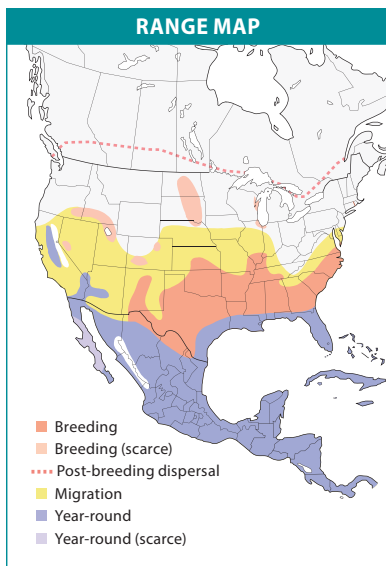 RANGE MAP
Breeding
Breeding (scarce)
Post-breeding dispersal
Migration
Year-round
Year-round (scarce)